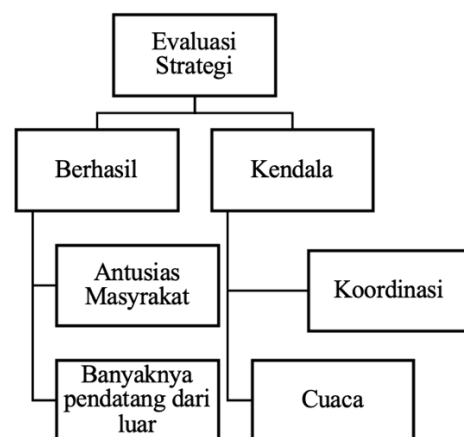 Evaluasi
Strategi
Berhasil
Kendala
Antusias
Masyrakat
Koordinasi
Banyaknya
pendatang dari
luar
Cuaca